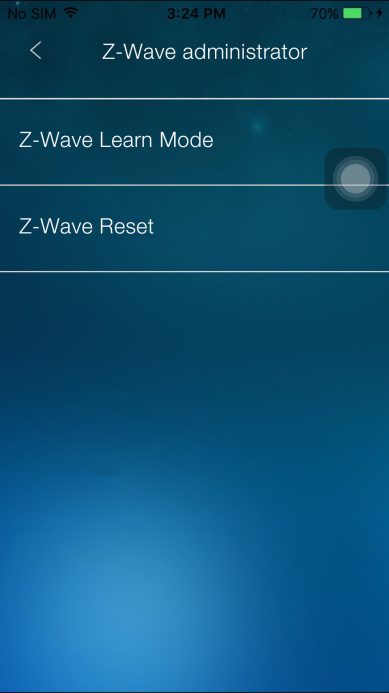 No SIM 3:24 PM 70%
Z-Wave administrator
Z-Wave Learn Mode
Z-Wave Reset